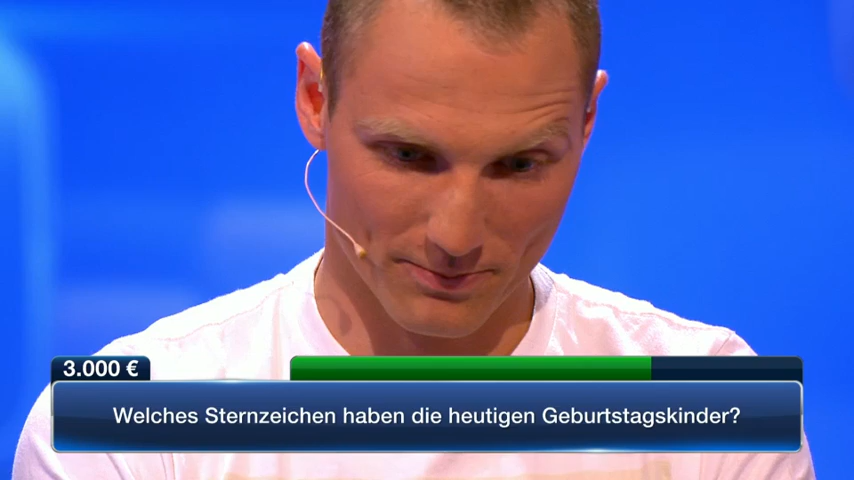 3.000 €
Welches Sternzeichen haben die heutigen Geburtstagskinder?